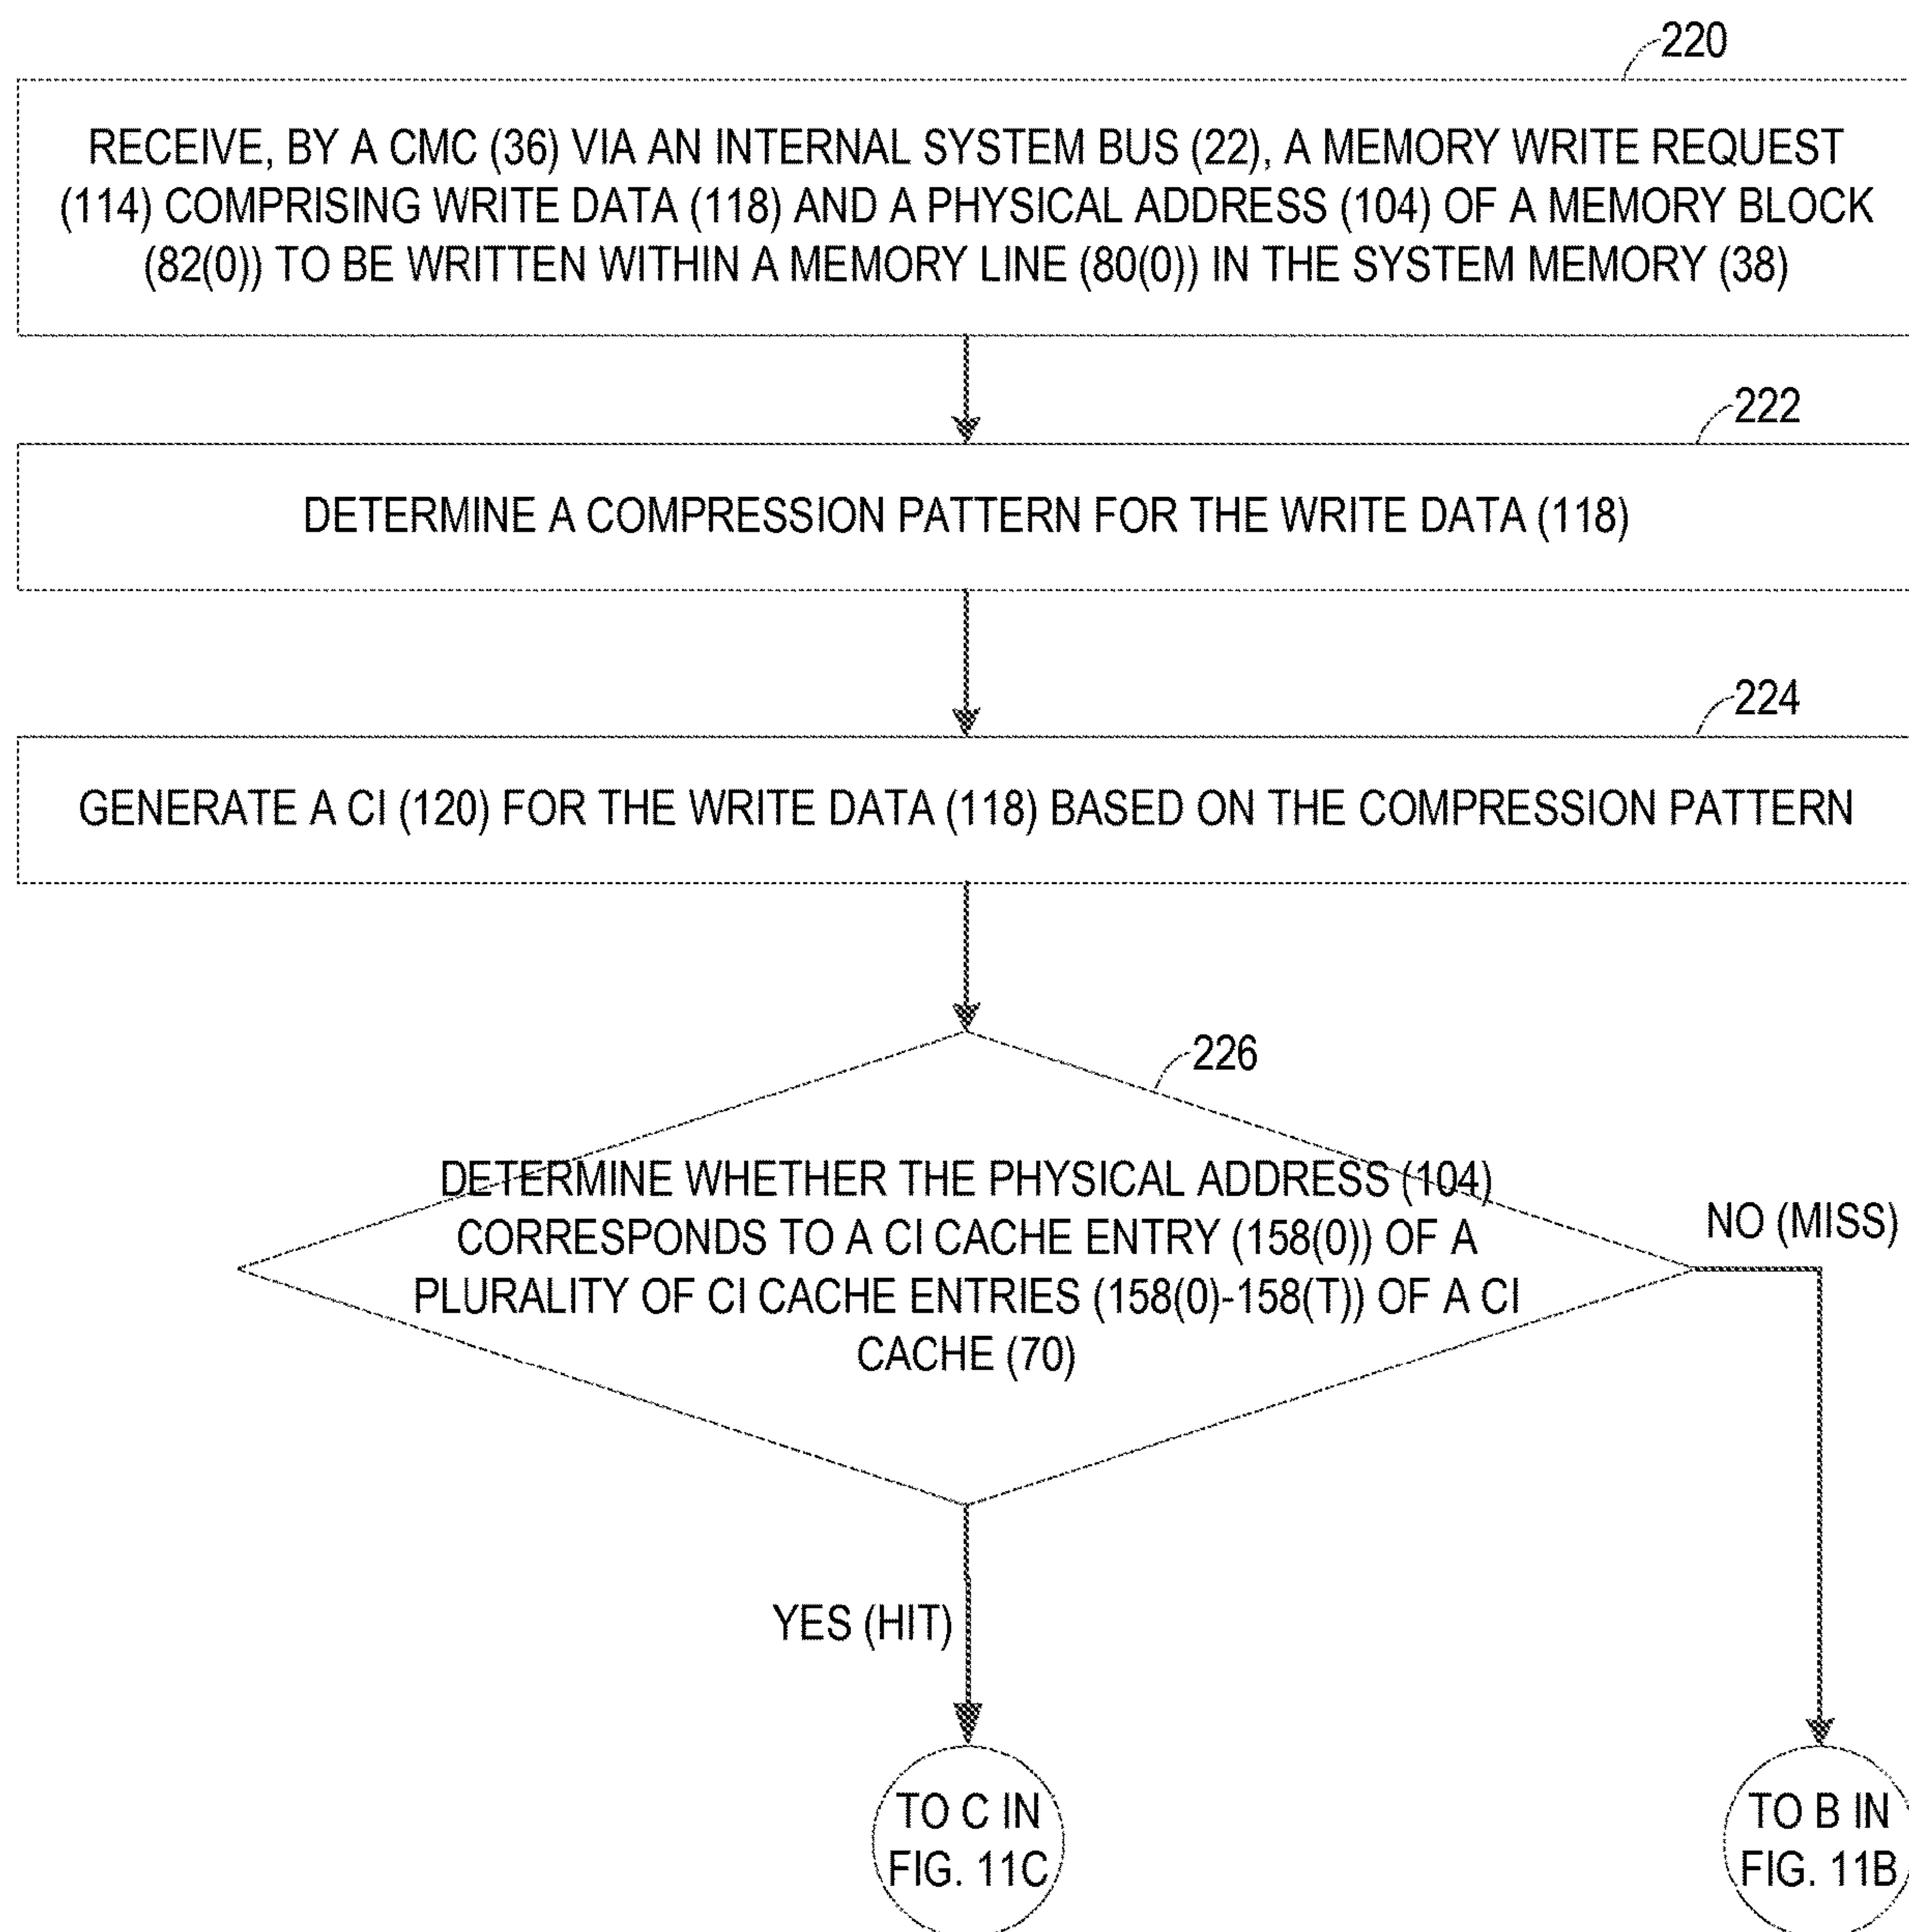 220
RECEIVE, BY A CMC (36) VIA AN INTERNAL SYSTEM BUS (22), A MEMORY WRITE REQUEST
(114) COMPRISING WRITE DATA (118) AND A PHYSICAL ADDRESS (104) OF A MEMORY BLOCK
(82(0)) TO BE WRITTEN WITHIN A MEMORY LINE (80(0)) IN THE SYSTEM MEMORY (38)
222
DETERMINE A COMPRESSION PATTERN FOR THE WRITE DATA (118)
224
GENERATE A CI (120) FOR THE WRITE DATA (118) BASED ON THE COMPRESSION PATTERN
226
DETERMINE WHETHER THE PHYSICAL ADDRESS (104)
CORRESPONDS TO A CI CACHE ENTRY (158(0)) OF A
PLURALITY OF CI CACHE ENTRIES (158(0)-158(T)) OF A CI
CACHE (70)
NO (MISS)
YES (HIT)
TO C IN
FIG. 11C
TO B IN
FIG. 11B